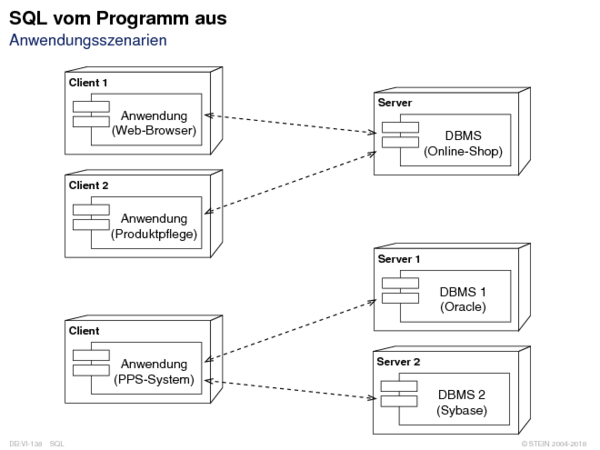 SQL vom Programm aus
Anwendungsszenarien
Client 1
Anwendung
(Web-Browser)
Server
DBMS
(Online-Shop)
Client 2
Anwendung
(Produktpflege)
Server 1
DBMS 1
(Oracle)
Client
Anwendung
(PPS-System)
Server 2
DBMS 2
(Sybase)
DB:VI-138 SQL
© STEIN 2004-2018